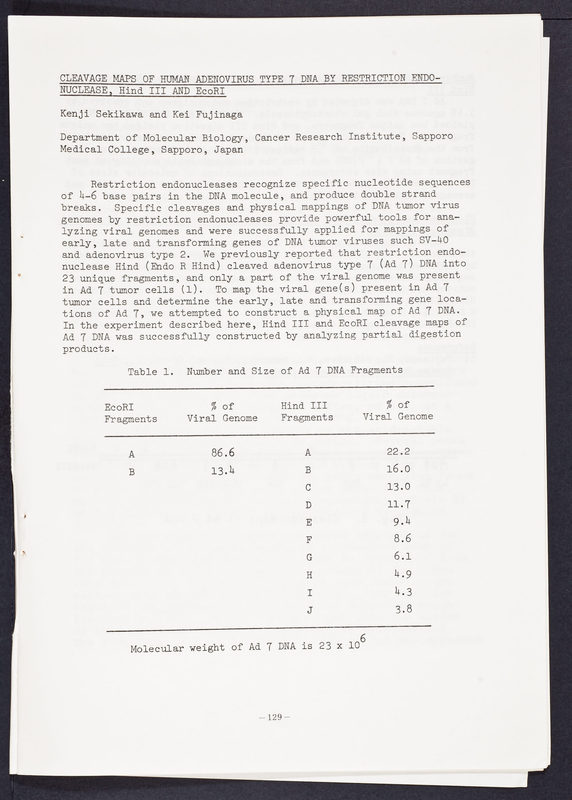 CLEAVAGE MAPS OF HUMAN ADENOVIRUS TYPE 7 DNA BY RESTRICTION ENDO-
NUCLEASE, Hind III AND EcoRI
Kenji Sekikawa and Kei Fujinaga
Department of Molecular Biology, Cancer Research Institute, Sapporo
Medical College, Sapporo, Japan
Restriction endonucleases recognize specific nucleotide sequences
of 4-6 base pairs in the DNA molecule, and produce double strand
breaks. Specific cleavages and physical mappings of DNA tumor virus
genomes by restriction endonucleases provide powerful tools for ana-
lyzing viral genomes and were successfully applied for mappings of
early, late and transforming genes of DNA tumor viruses such SV-40
and adenovirus type 2. We previously reported that restriction endo-
nuclease Hind (Endo R Hind) cleaved adenovirus type 7 (Ad 7) DNA into
23 unique fragments, and only a part of the viral genome was present
in Ad 7 tumor cells (1). To map the viral gene(s) present in Ad 7
tumor cells and determine the early, late and transforming gene loca-
tions of Ad 7, we attempted to construct a physical map of Ad 7 DNA.
In the experiment described here, Hind III and EcoRI cleavage maps of
Ad 7 DNA was successfully constructed by analyzing partial digestion
products.
Table 1. Number and Size of Ad 7 DNA Fragments
EcoRI % of Hind III % of
Fragments Viral Genome Fragments Viral Genome
A 86.6 A 22.2
B 13.4 B 16.0
C 13.0
D 11.7
E 9.4
F 8.6
G 6.1
H 4.9
I 4.3
J 3.8
Molecular weight of Ad 7 DNA is 23 x 10⁶
-129-